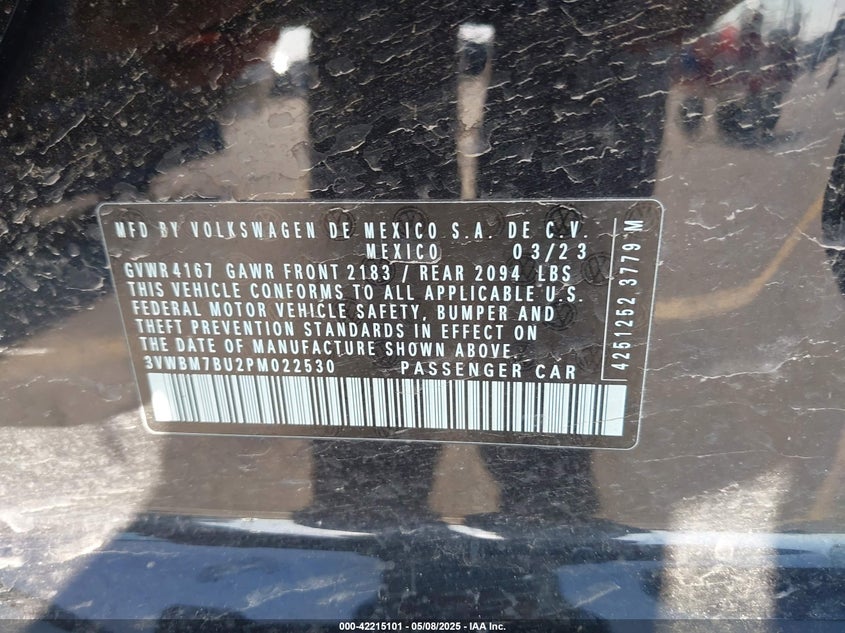 MFD BY VOLKSWAGEN DE MEXICO S.A. DE C.V.
MEXICO 03/23
GVWR4167 GAWR FRONT 2183 / REAR 2094 LBS
THIS VEHICLE CONFORMS TO ALL APPLICABLE U.S.
FEDERAL MOTOR VEHICLE SAFETY, BUMPER AND
THEFT PREVENTION STANDARDS IN EFFECT ON
THE DATE OF MANUFACTURE SHOWN ABOVE.
3VWBM7BU2PM022530 PASSENGER CAR
4251252 3779 M
000-42215101 - 05/08/2025 - IAA Inc.